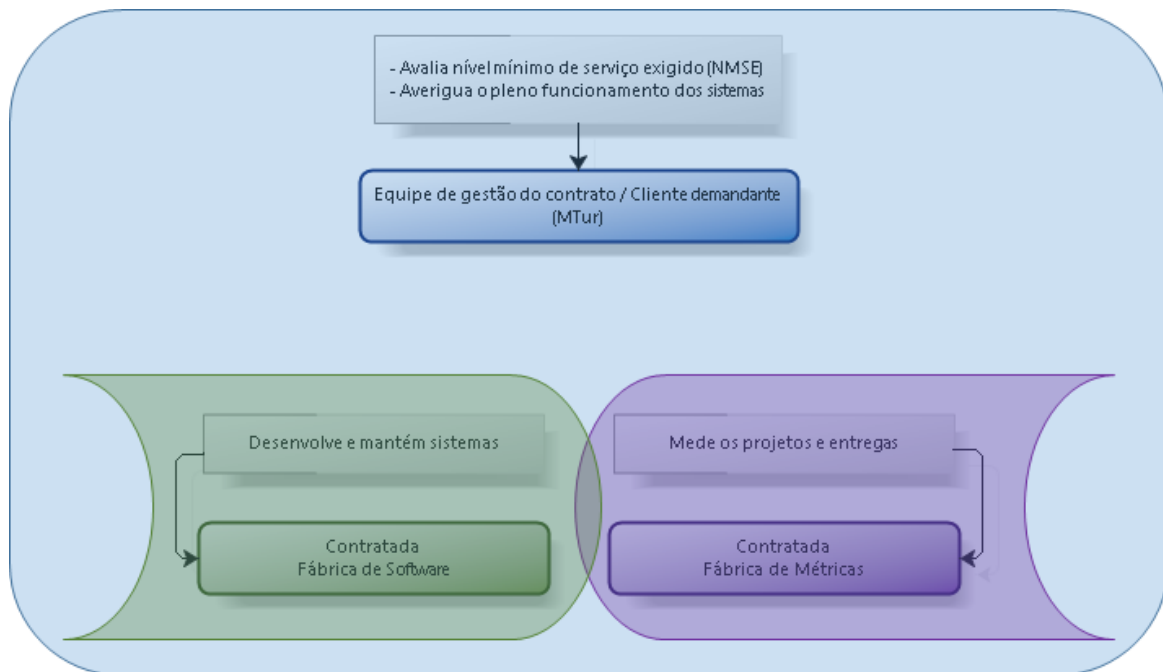 - Avalia nível mínimo de serviço exigido (NMSE)
- Averigua o pleno funcionamento dos sistemas
Equipe de gestão do contrato / Cliente demandante
(MTur)
Desenvolve e mantém sistemas
Contratada
Fábrica de Software
Mede os projetos e entregas
Contratada
Fábrica de Métricas